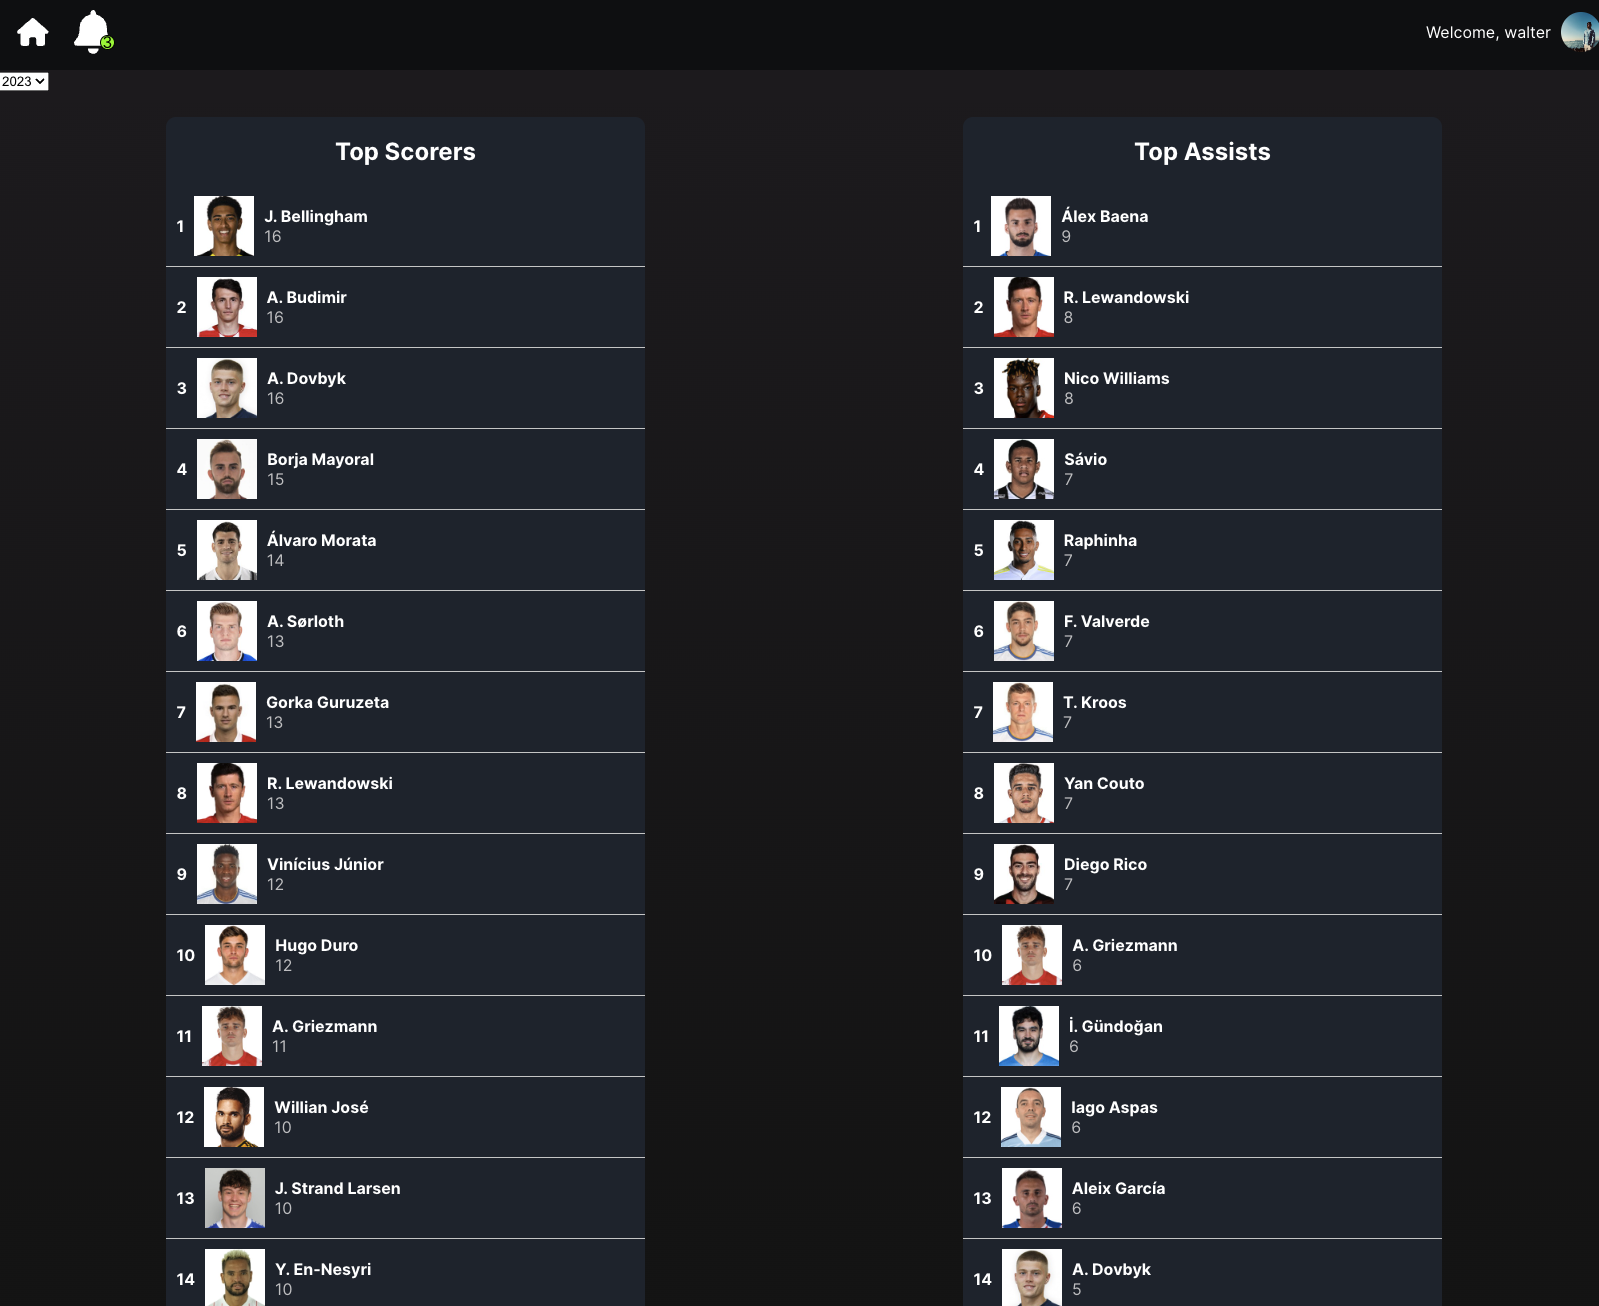 3
Welcome, walter
2023
Top Scorers
1
J. Bellingham
16
2
A. Budimir
16
3
A. Dovbyk
16
4
Borja Mayoral
15
5
Álvaro Morata
14
6
A. Sørloth
13
7
Gorka Guruzeta
13
8
R. Lewandowski
13
9
Vinícius Júnior
12
10
Hugo Duro
12
11
A. Griezmann
11
12
Willian José
10
13
J. Strand Larsen
10
14
Y. En-Nesyri
10
Top Assists
1
Álex Baena
9
2
R. Lewandowski
8
3
Nico Williams
8
4
Sávio
7
5
Raphinha
7
6
F. Valverde
7
7
T. Kroos
7
8
Yan Couto
7
9
Diego Rico
7
10
A. Griezmann
6
11
İ. Gündoğan
6
12
Iago Aspas
6
13
Aleix García
6
14
A. Dovbyk
5